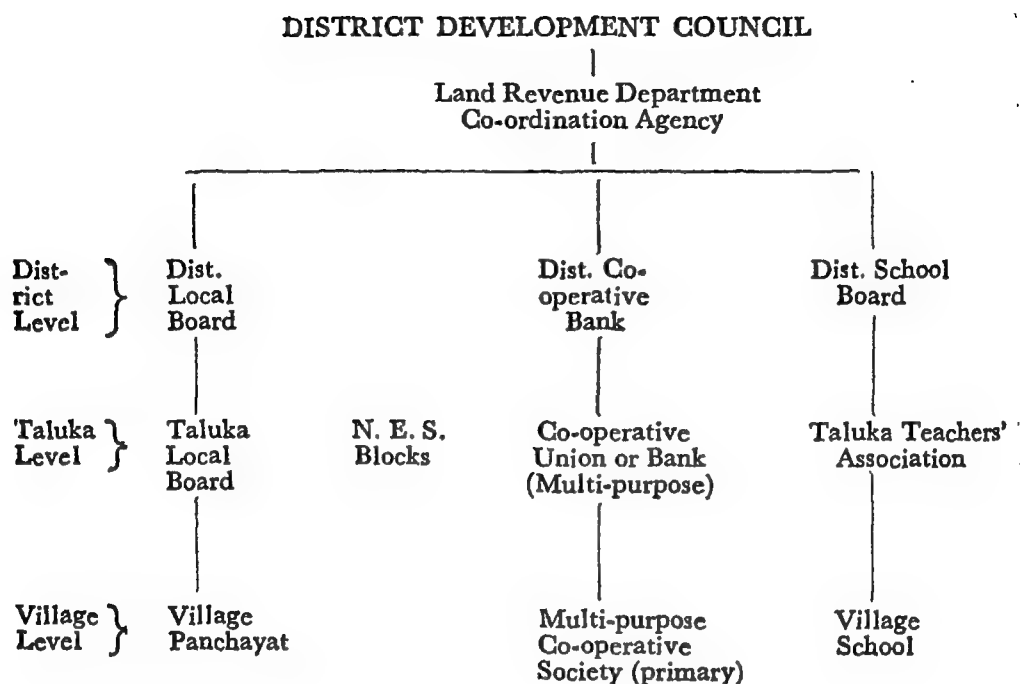 DISTRICT DEVELOPMENT COUNCIL
Land Revenue Department
Co-ordination Agency
Dist-
rict
Level
Dist.
Local
Board
Dist. Co-
operative
Bank
Dist. School
Board
Taluka
Level
Taluka
Local
Board
N. E. S.
Blocks
Co-operative
Union or Bank
(Multi-purpose)
Taluka Teachers'
Association
Village
Level
Village
Panchayat
Multi-purpose
Co-operative
Society (primary)
Village
School